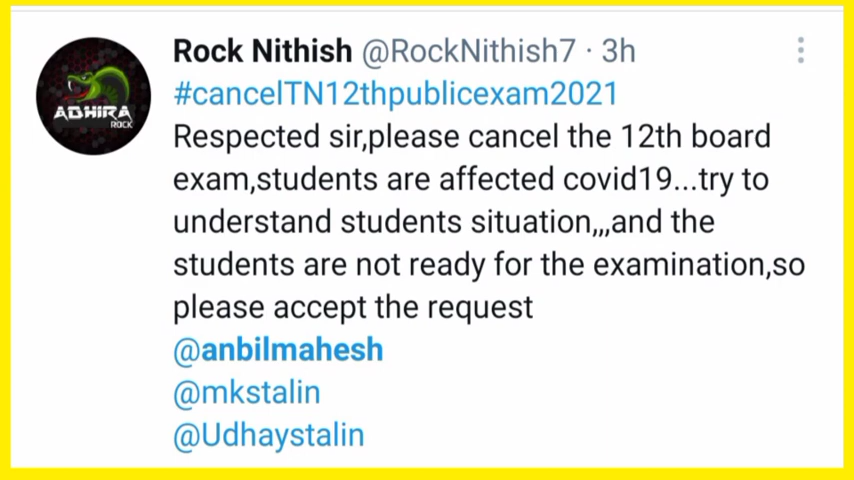 ADHIRA
ROCK
Rock Nithish @RockNithish7 · 3h
#cancelTN12thpublicexam2021
Respected sir,please cancel the 12th board
exam,students are affected covid19...try to
understand students situation,,,and the
students are not ready for the examination,so
please accept the request
@anbilmahesh
@mkstalin
@Udhaystalin